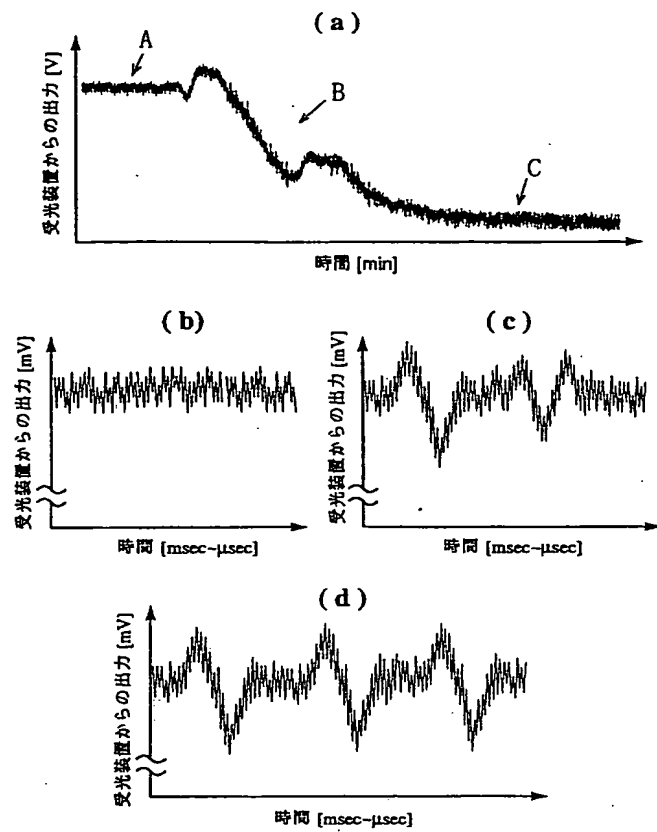 (a)
A
B
C
受光装置からの出力 [V]
時間 [min]
(b)
受光装置からの出力 [mV]
時間 [msec~μsec]
(c)
受光装置からの出力 [mV]
時間 [msec~μsec]
(d)
受光装置からの出力 [mV]
時間 [msec~μsec]